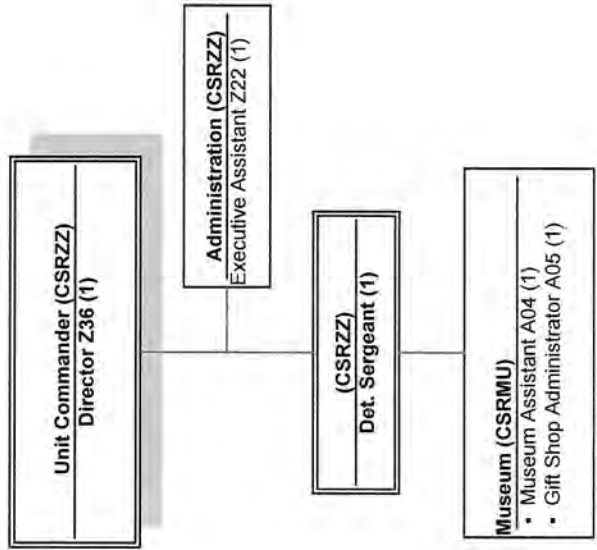 Unit Commander (CSRZZ)
Director Z36 (1)
Administration (CSRZZ)
Executive Assistant Z22 (1)
(CSRZZ)
Det. Sergeant (1)
Museum (CSRMU)
▪ Museum Assistant A04 (1)
▪ Gift Shop Administrator A05 (1)